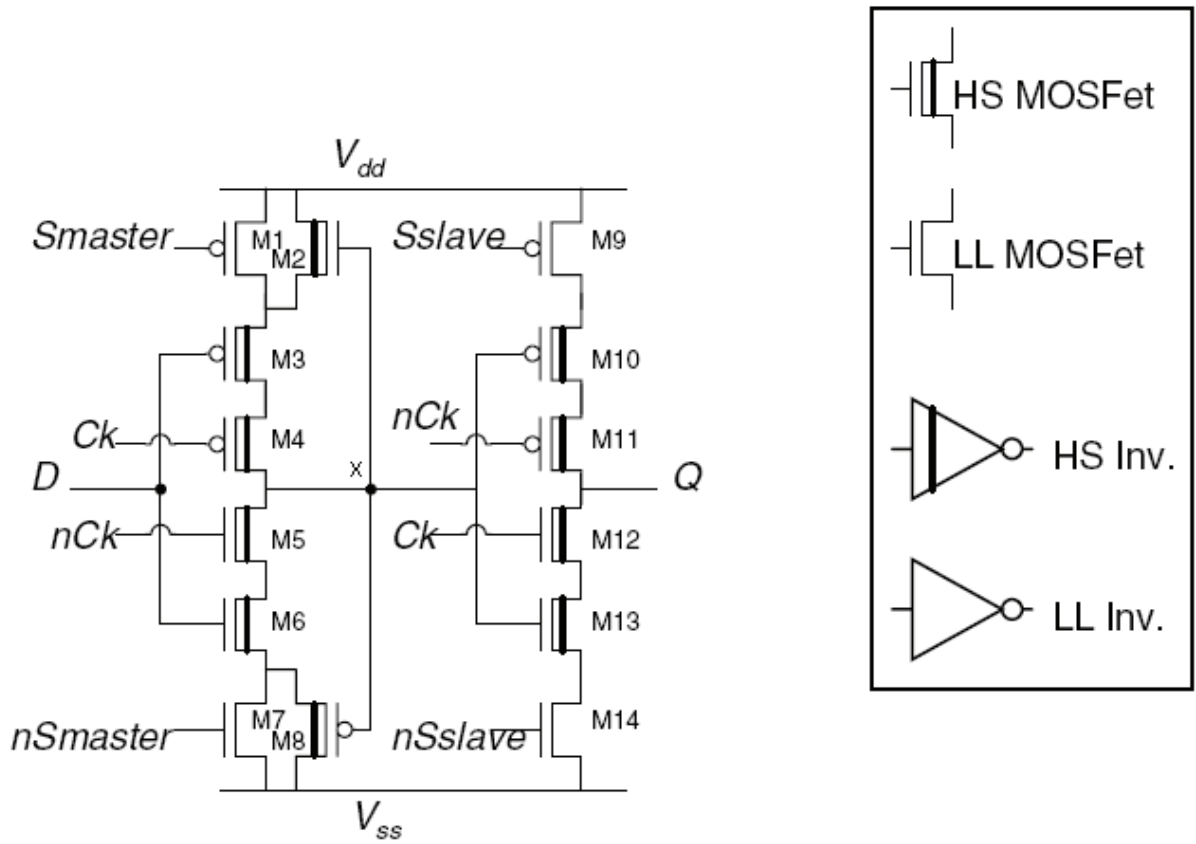 V_dd
Smaster
M1
M2
Sslave
M9
M3
M10
Ck
M4
nCk
M11
D
X
Q
nCk
M5
Ck
M12
M6
M13
nSmaster
M7
M8
nSslave
M14
V_ss
HS MOSFet
LL MOSFet
HS Inv.
LL Inv.